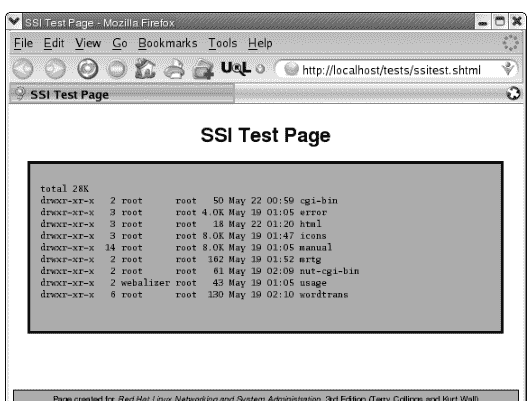 SSI Test Page - Mozilla Firefox
File Edit View Go Bookmarks Tools Help
UQL http://localhost/tests/ssitest.shtml
SSI Test Page
SSI Test Page
total 28K
drwxr-xr-x 2 root root 50 May 22 00:59 cgi-bin
drwxr-xr-x 3 root root 4.0K May 19 01:05 error
drwxr-xr-x 3 root root 18 May 22 01:20 html
drwxr-xr-x 3 root root 8.0K May 19 01:47 icons
drwxr-xr-x 14 root root 8.0K May 19 01:05 manual
drwxr-xr-x 2 root root 162 May 19 01:52 mrtg
drwxr-xr-x 2 root root 61 May 19 02:09 nut-cgi-bin
drwxr-xr-x 2 webalizer root 43 May 19 01:05 usage
drwxr-xr-x 6 root root 130 May 19 02:10 wordtrans
Page created for Red Hat Linux Networking and System Administration, 3rd Edition (Terry Collings and Kurt Wall)